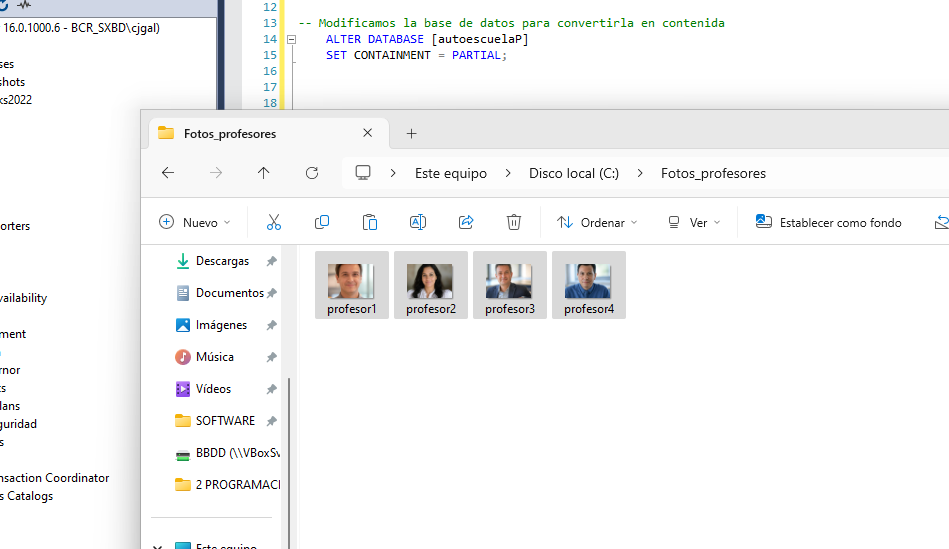 16.0.1000.6 - BCR_SXBD\cjgal)
ses
shots
ks2022
orters
vailability
ment
rnor
ts
lans
guridad
s
nsaction Coordinator
s Catalogs
12
13 -- Modificamos la base de datos para convertirla en contenida
14 ALTER DATABASE [autoescuelaP]
15 SET CONTAINMENT = PARTIAL;
16
17
18
Fotos_profesores
Este equipo > Disco local (C:) > Fotos_profesores
Nuevo Ordenar Ver Establecer como fondo
Descargas
Documentos
Imágenes
Música
Vídeos
SOFTWARE
BBDD (\\VBoxSv
2 PROGRAMACI
Este equipo
profesor1 profesor2 profesor3 profesor4